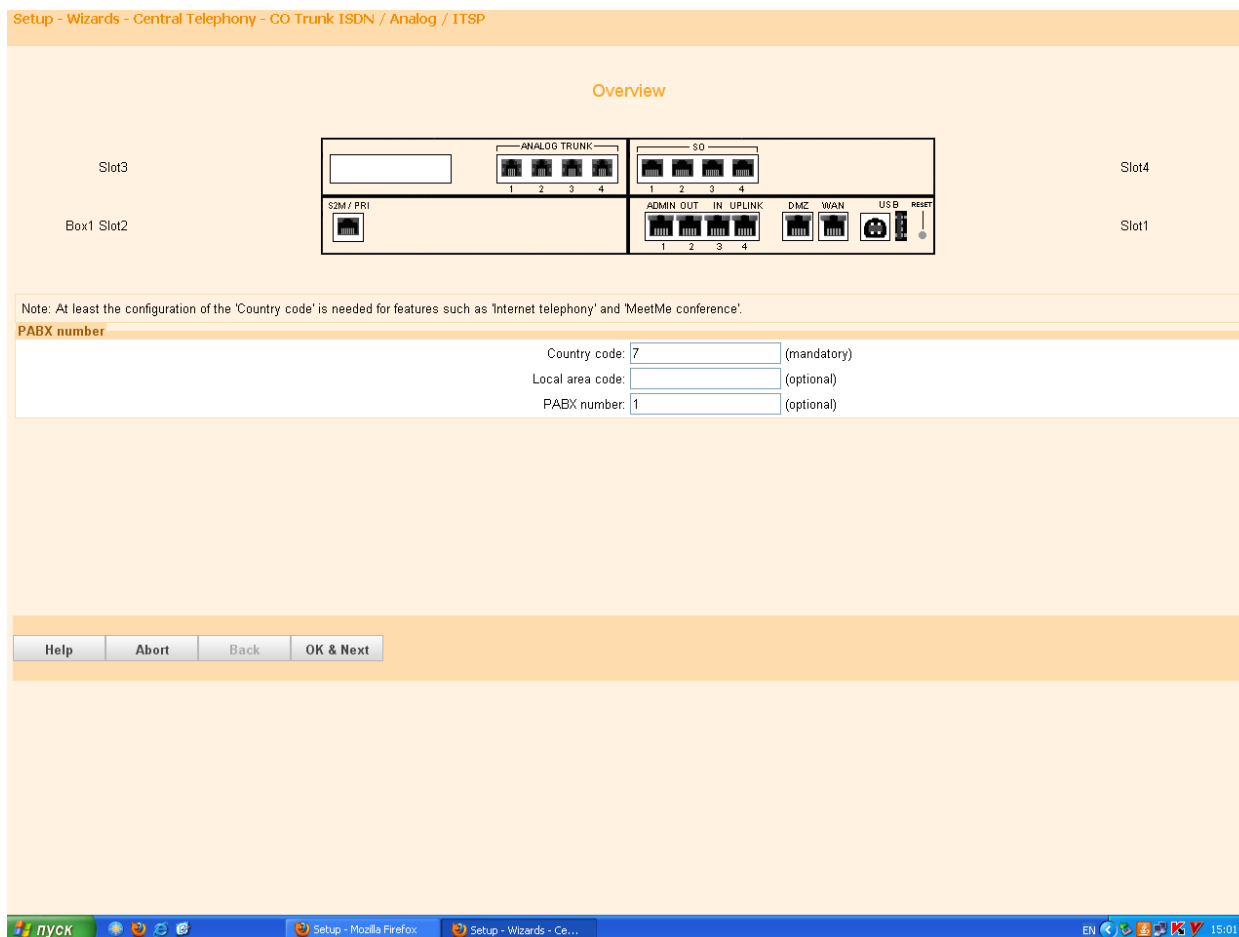 Setup - Wizards - Central Telephony - CO Trunk ISDN / Analog / ITSP
Overview
Slot3
ANALOG TRUNK
1 2 3 4
S0
1 2 3 4
Slot4
Box1 Slot2
S2M / PRI
ADMIN OUT IN UPLINK DMZ WAN USB RESET
1 2 3 4
Slot1
Note: At least the configuration of the 'Country code' is needed for features such as 'Internet telephony' and 'MeetMe conference'.
PABX number
Country code: 7 (mandatory)
Local area code: (optional)
PABX number: 1 (optional)
Help Abort Back OK & Next
пуск Setup - Mozilla Firefox Setup - Wizards - Ce... EN 15:01